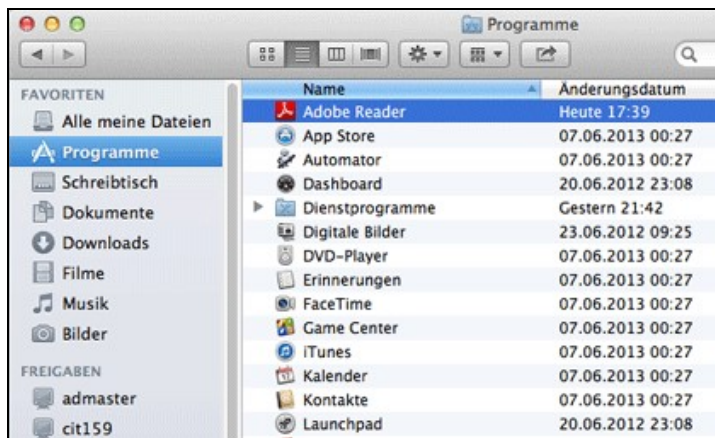 Programme
FAVORITEN
Alle meine Dateien
Programme
Schreibtisch
Dokumente
Downloads
Filme
Musik
Bilder
FREIGABEN
admaster
cit159
Name Änderungsdatum
Adobe Reader Heute 17:39
App Store 07.06.2013 00:27
Automator 07.06.2013 00:27
Dashboard 20.06.2012 23:08
Dienstprogramme Gestern 21:42
Digitale Bilder 23.06.2012 09:25
DVD-Player 07.06.2013 00:27
Erinnerungen 07.06.2013 00:27
FaceTime 07.06.2013 00:27
Game Center 07.06.2013 00:27
iTunes 07.06.2013 00:27
Kalender 07.06.2013 00:27
Kontakte 07.06.2013 00:27
Launchpad 20.06.2012 23:08